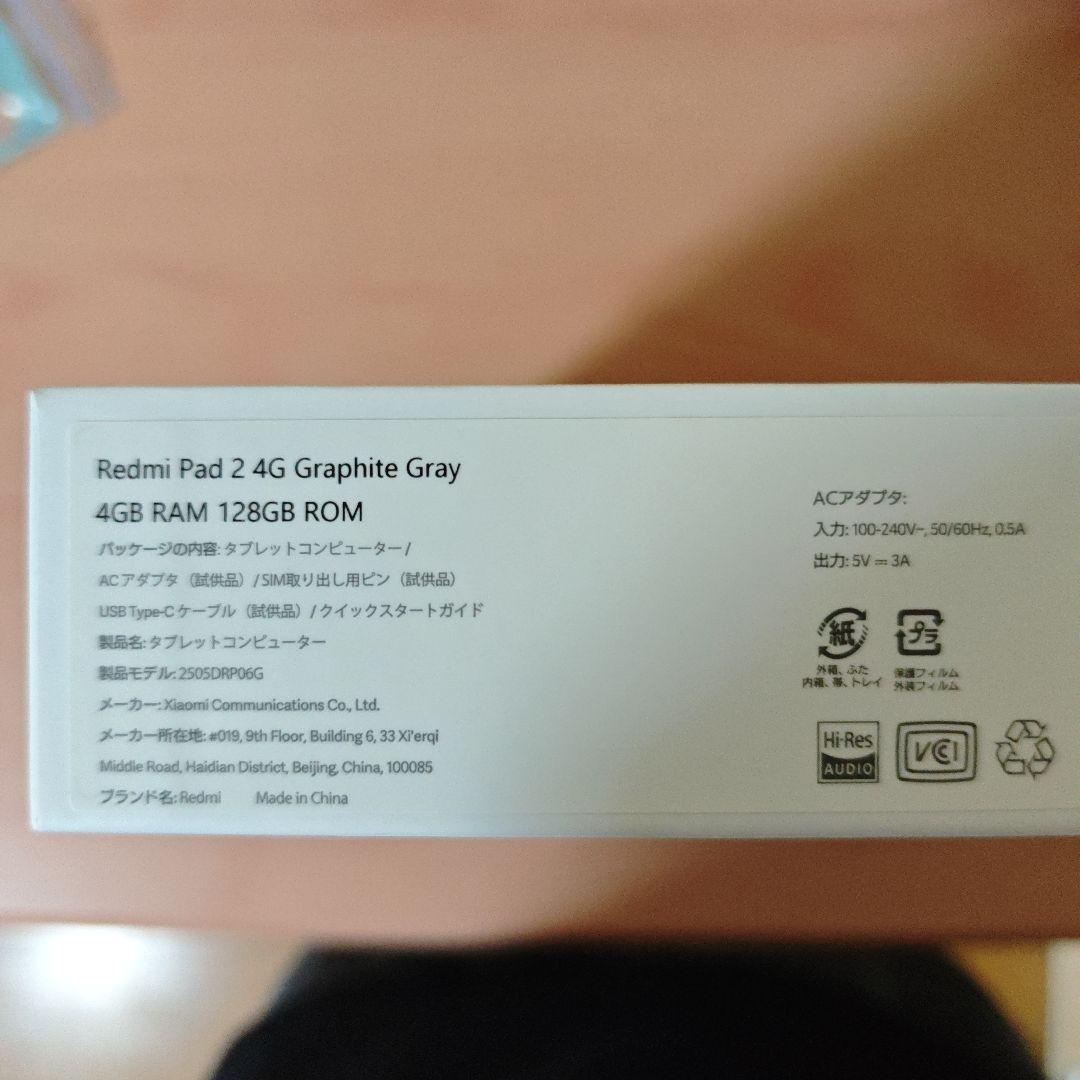 Redmi Pad 2 4G Graphite Gray
4GB RAM 128GB ROM
パッケージの内容: タブレットコンピューター /
ACアダプタ（試供品）/ SIM取り出し用ピン（試供品）
USB Type-C ケーブル（試供品）/ クイックスタートガイド
製品名: タブレットコンピューター
製品モデル: 2505DRP06G
メーカー: Xiaomi Communications Co., Ltd.
メーカー所在地: #019, 9th Floor, Building 6, 33 Xi'erqi
Middle Road, Haidian District, Beijing, China, 100085
ブランド名: Redmi Made in China
ACアダプタ:
入力: 100-240V~, 50/60Hz, 0.5A
出力: 5V ⎓ 3A
紙
外箱、ふた
内箱、帯、トレイ
プラ
保護フィルム
外装フィルム
Hi-Res
AUDIO
VCCI